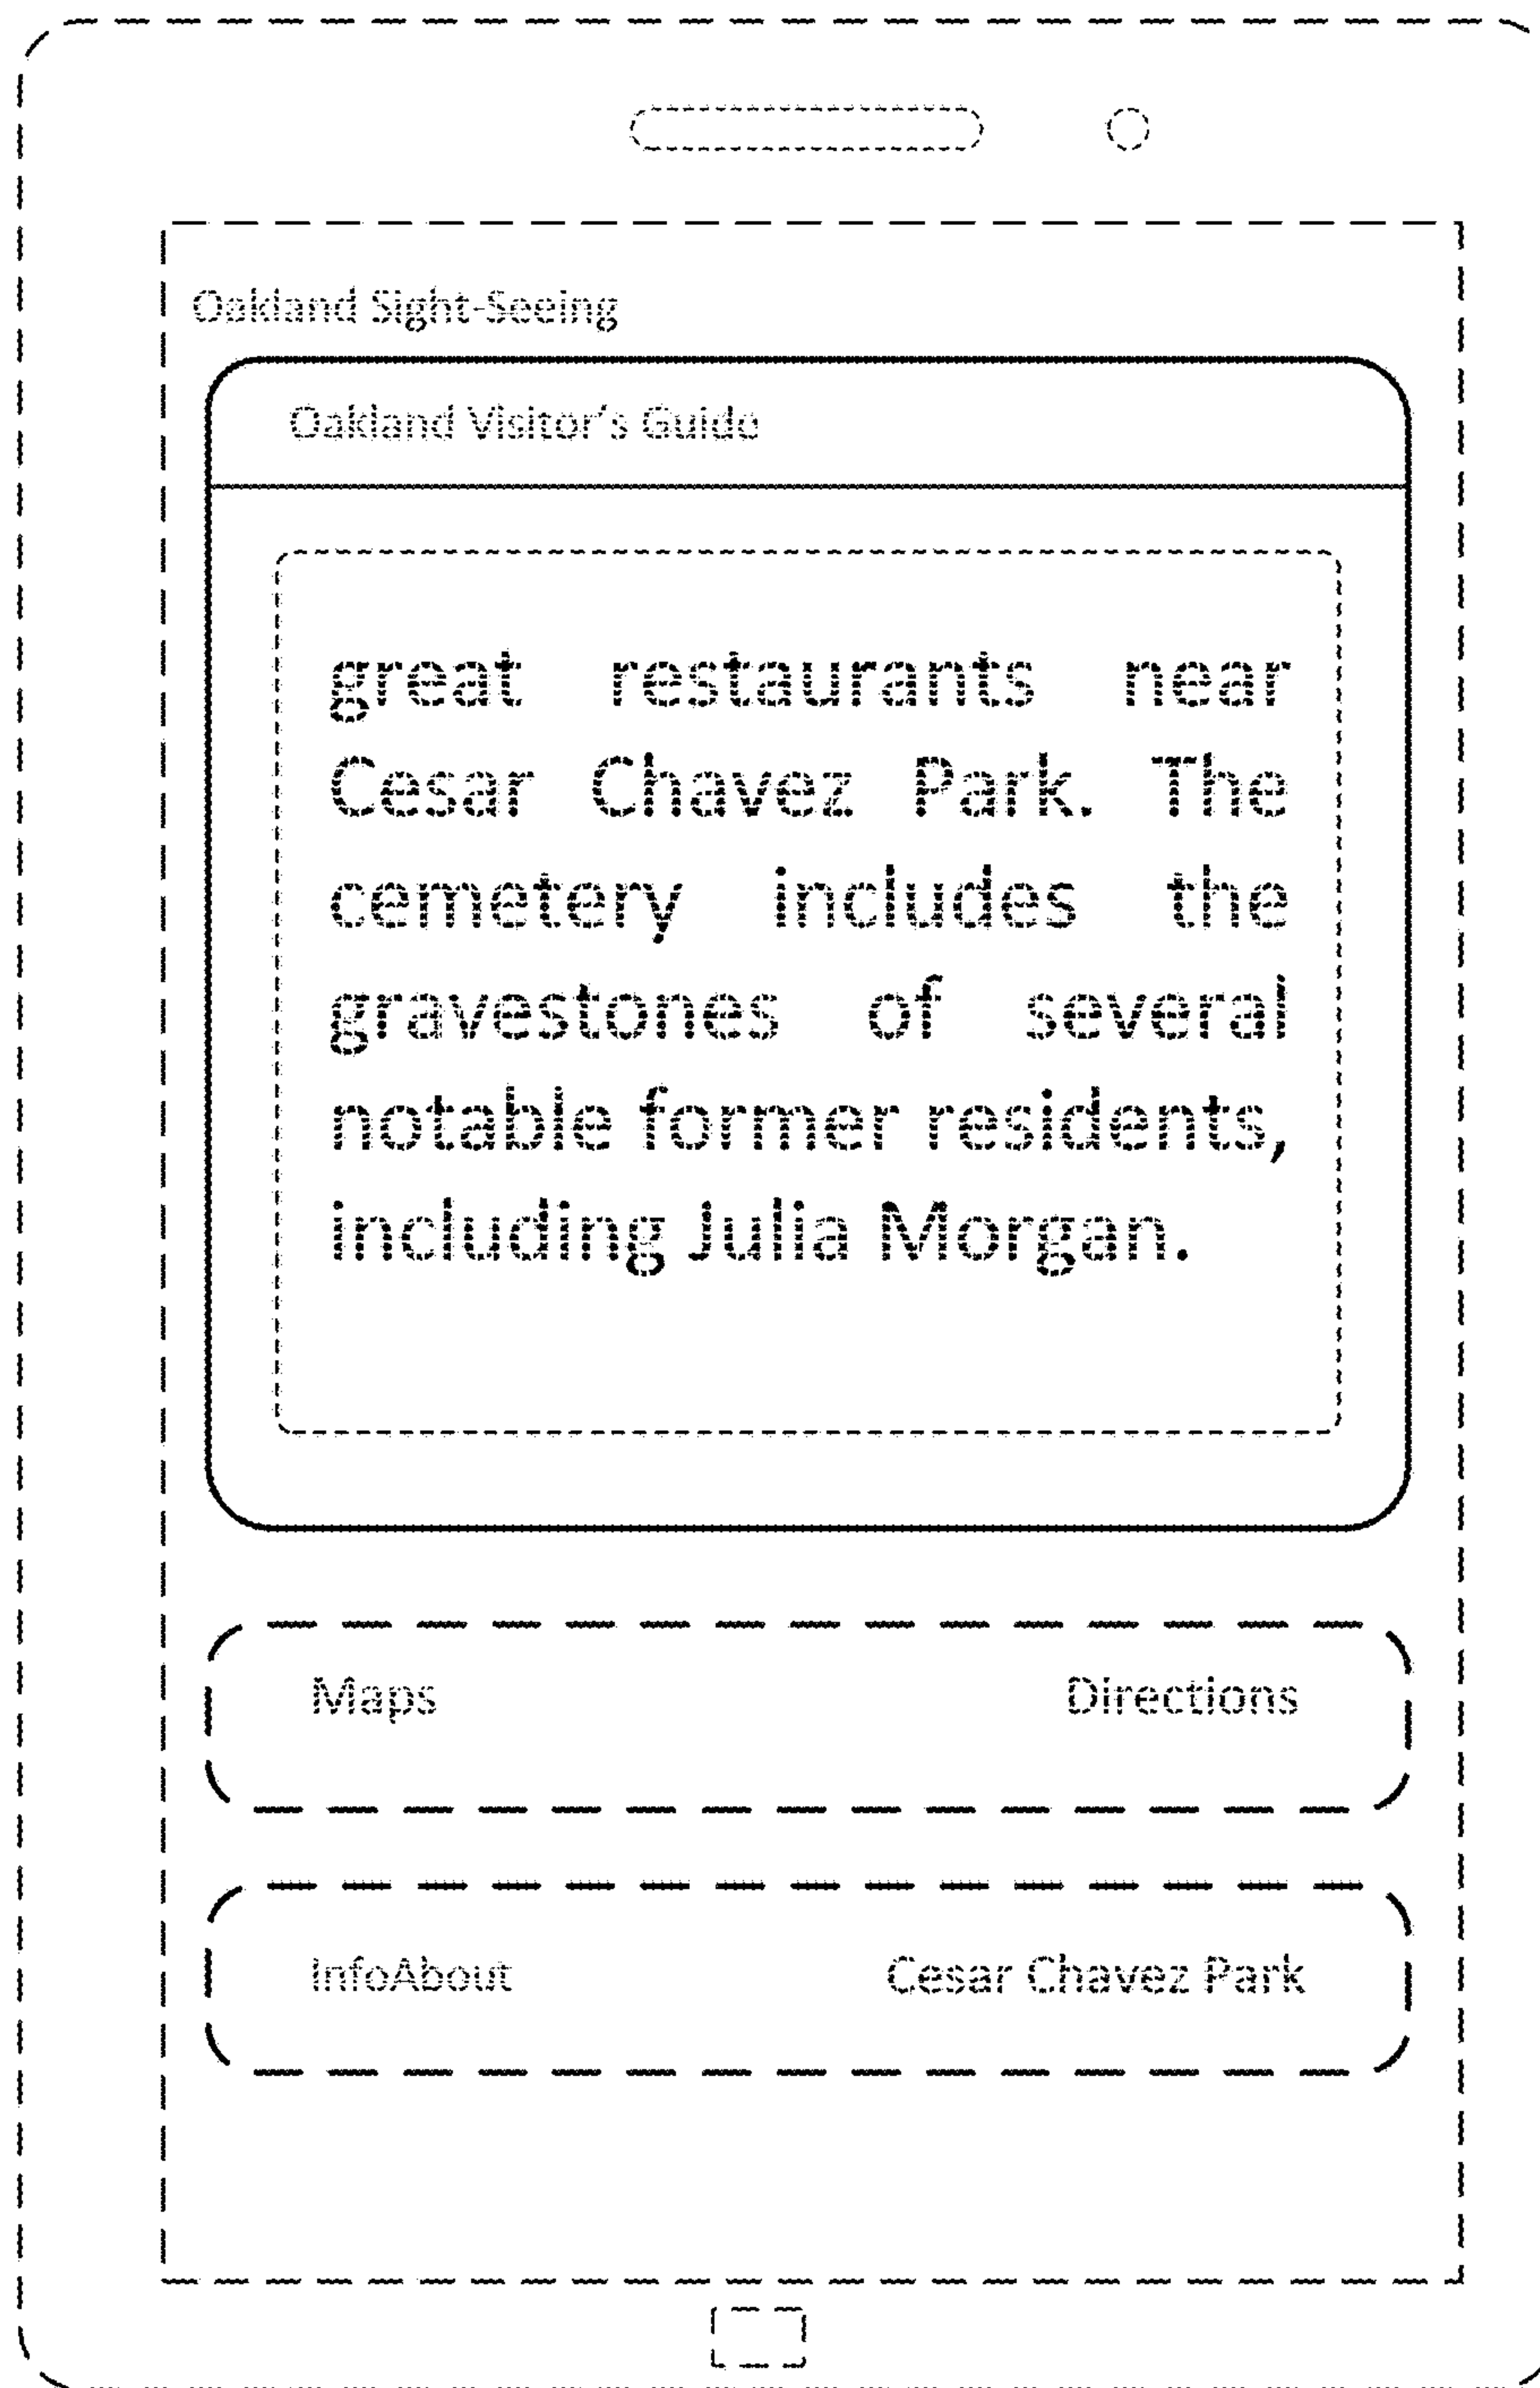 Oakland Sight-Seeing
Oakland Visitor's Guide
great restaurants near
Cesar Chavez Park. The
cemetery includes the
gravestones of several
notable former residents,
including Julia Morgan.
Maps Directions
InfoAbout Cesar Chavez Park